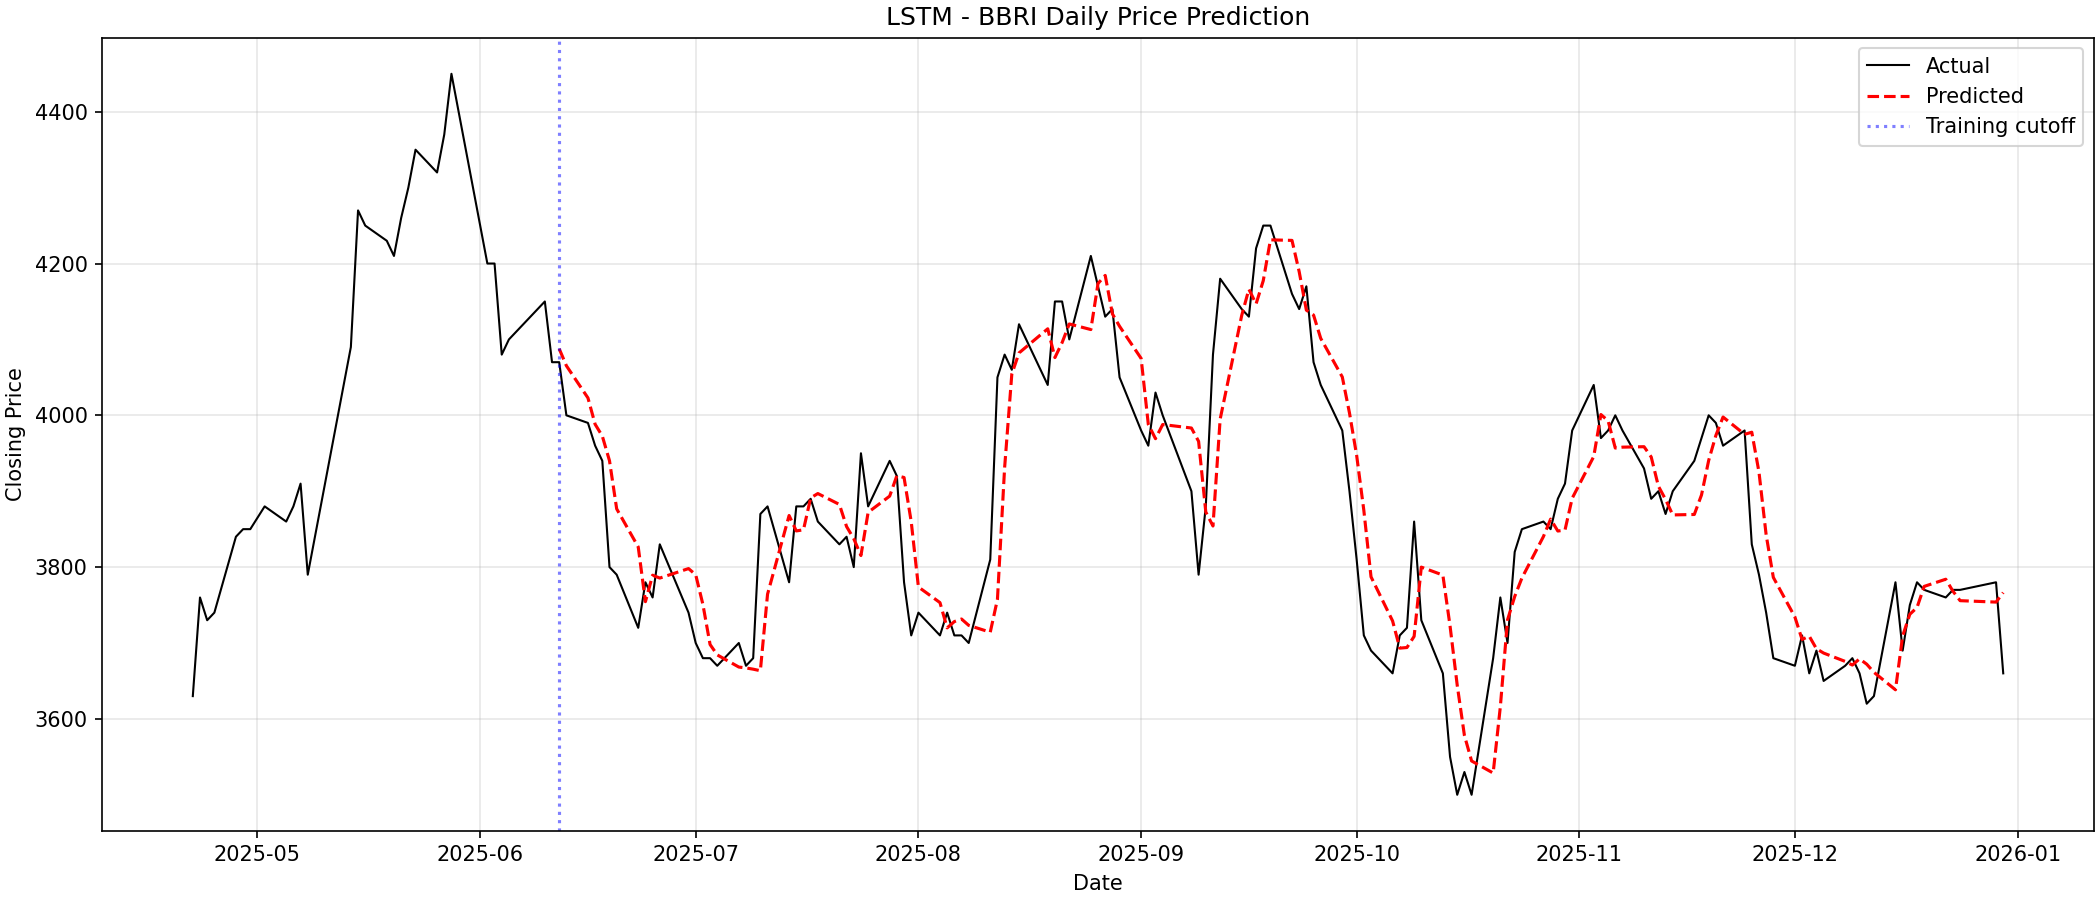 LSTM - BBRI Daily Price Prediction
Actual
Predicted
Training cutoff
Closing Price
4400
4200
4000
3800
3600
2025-05 2025-06 2025-07 2025-08 2025-09 2025-10 2025-11 2025-12 2026-01
Date